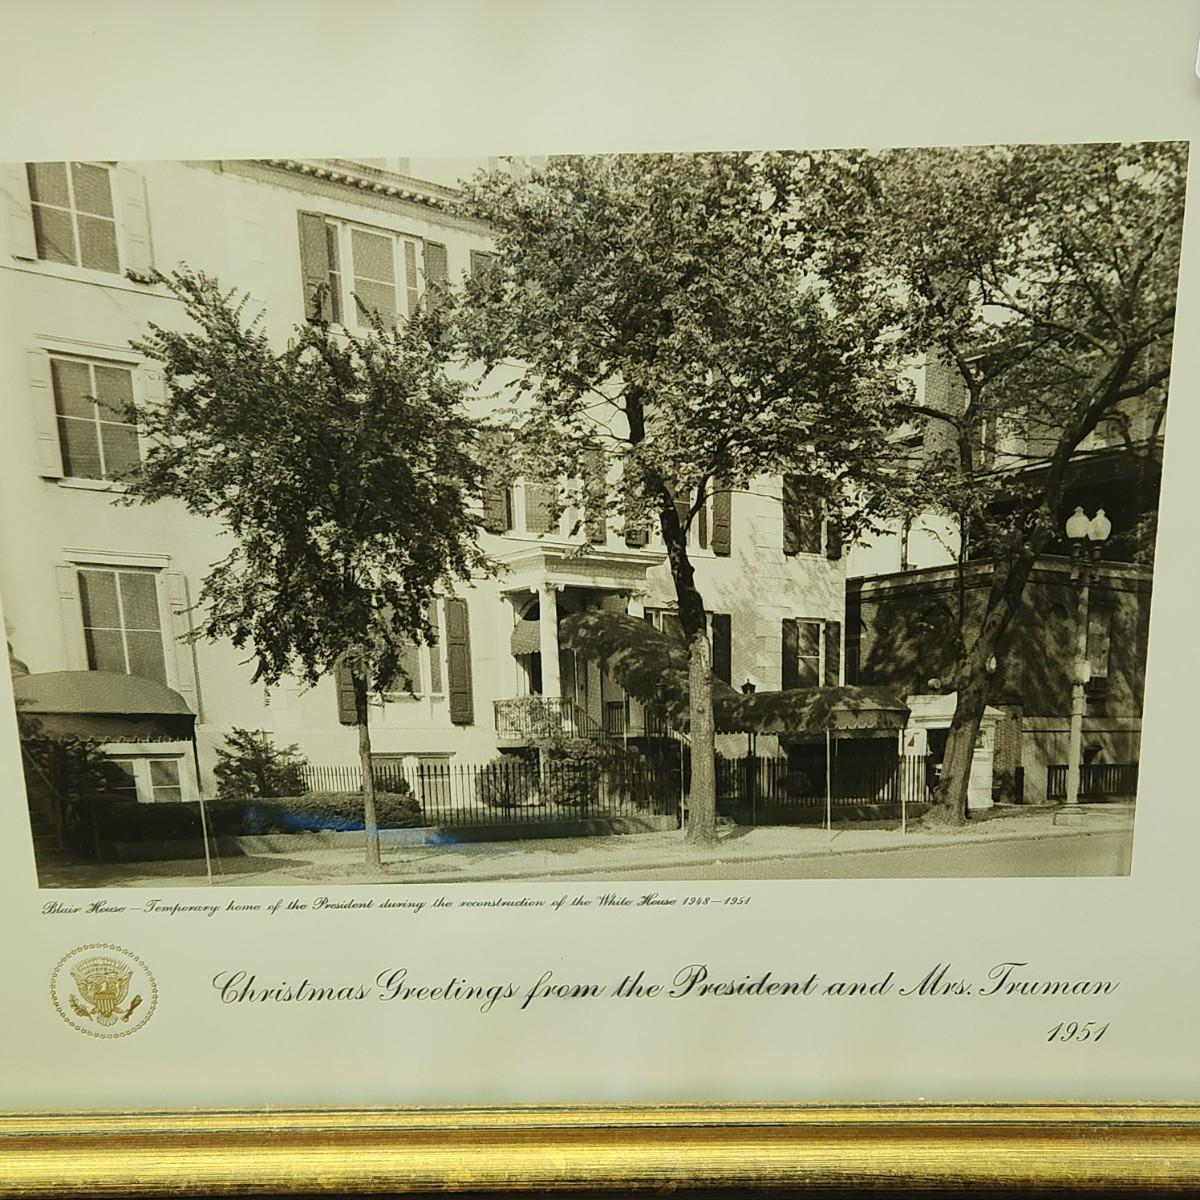 Blair House — Temporary home of the President during the reconstruction of the White House 1948 — 1951
Christmas Greetings from the President and Mrs. Truman
1951